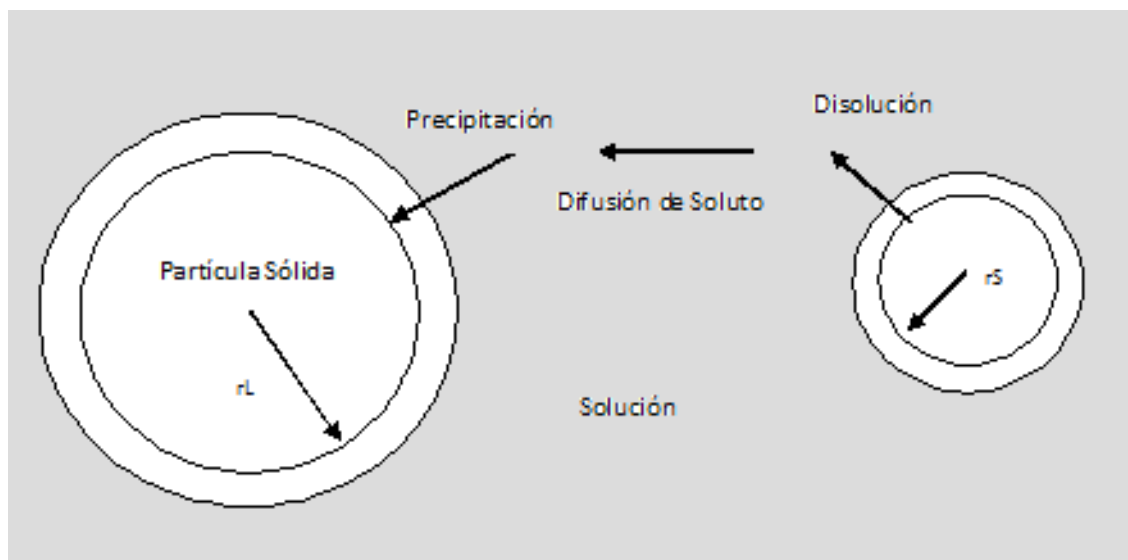 Disolución
Precipitación
Difusión de Soluto
Partícula Sólida
rS
rL
Solución